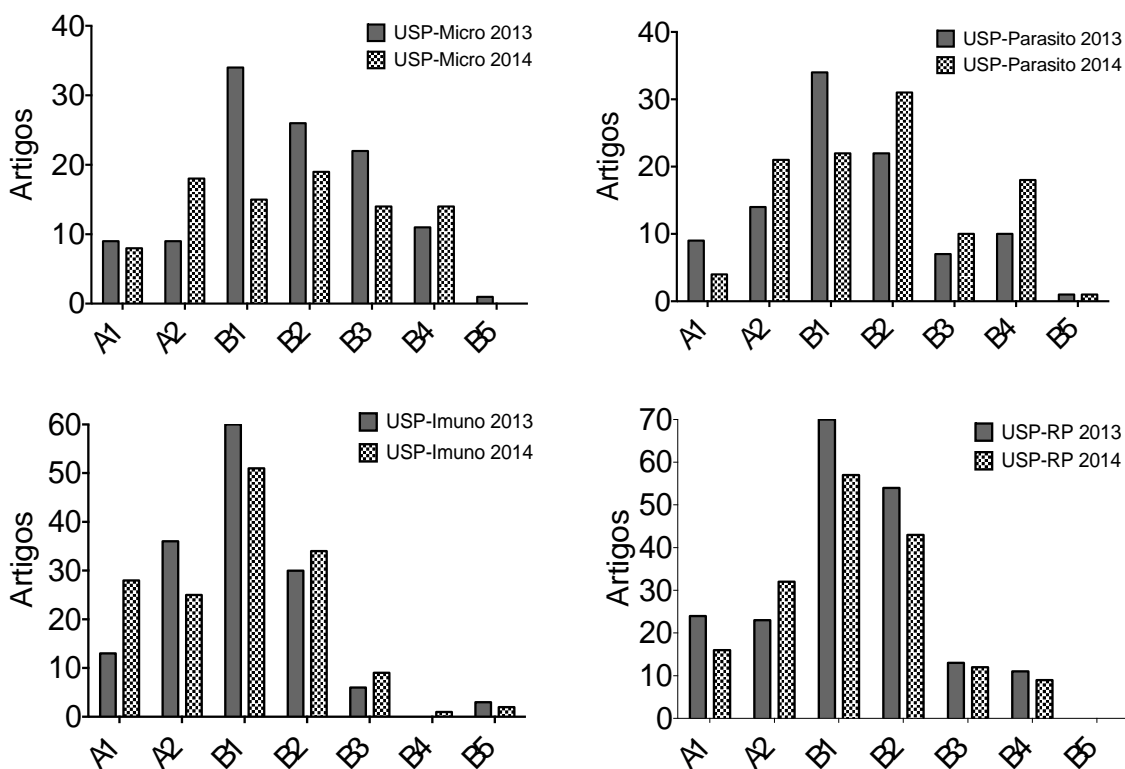 USP-Micro 2013
USP-Micro 2014
Artigos
40
30
20
10
0
A1 A2 B1 B2 B3 B4 B5
USP-Parasito 2013
USP-Parasito 2014
Artigos
40
30
20
10
0
A1 A2 B1 B2 B3 B4 B5
USP-Imuno 2013
USP-Imuno 2014
Artigos
60
50
40
30
20
10
0
A1 A2 B1 B2 B3 B4 B5
USP-RP 2013
USP-RP 2014
Artigos
70
60
50
40
30
20
10
0
A1 A2 B1 B2 B3 B4 B5